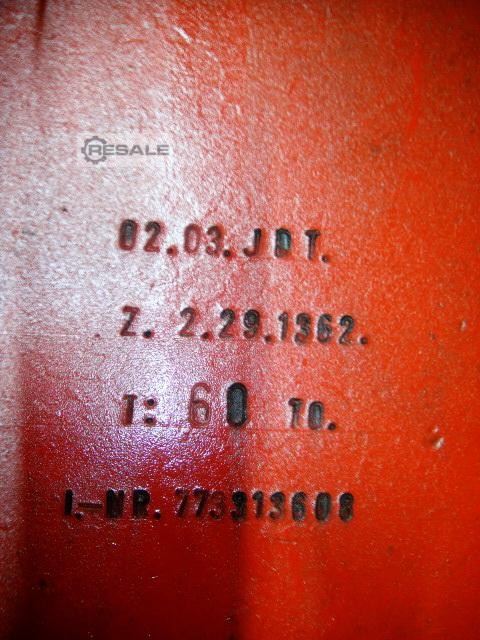 RESALE
02.03.JDT.
Z. 2.29.1362.
T: 60 TO.
I.-NR. 773313608